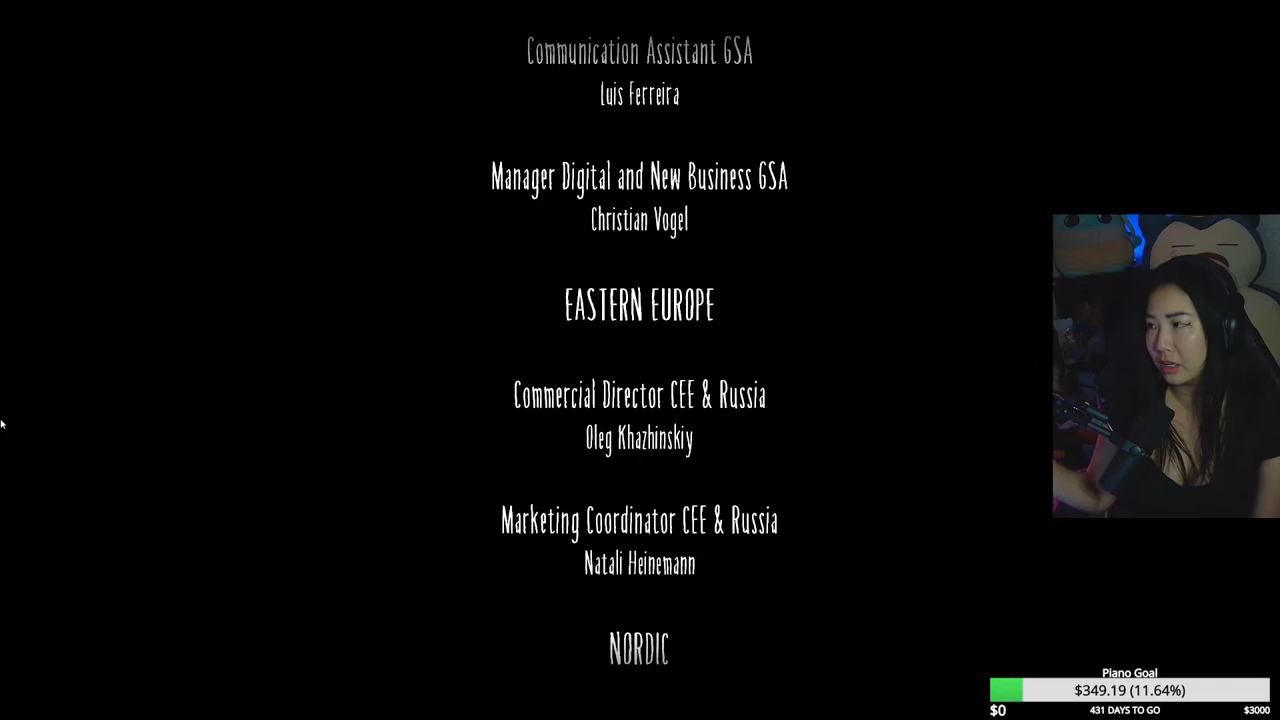 Communication Assistant GSA
Luis Ferreira
Manager Digital and New Business GSA
Christian Vogel
EASTERN EUROPE
Commercial Director CEE & Russia
Oleg Khazhinskiy
Marketing Coordinator CEE & Russia
Natali Heinemann
NORDIC
Piano Goal
$349.19 (11.64%)
$0
431 DAYS TO GO
$3000